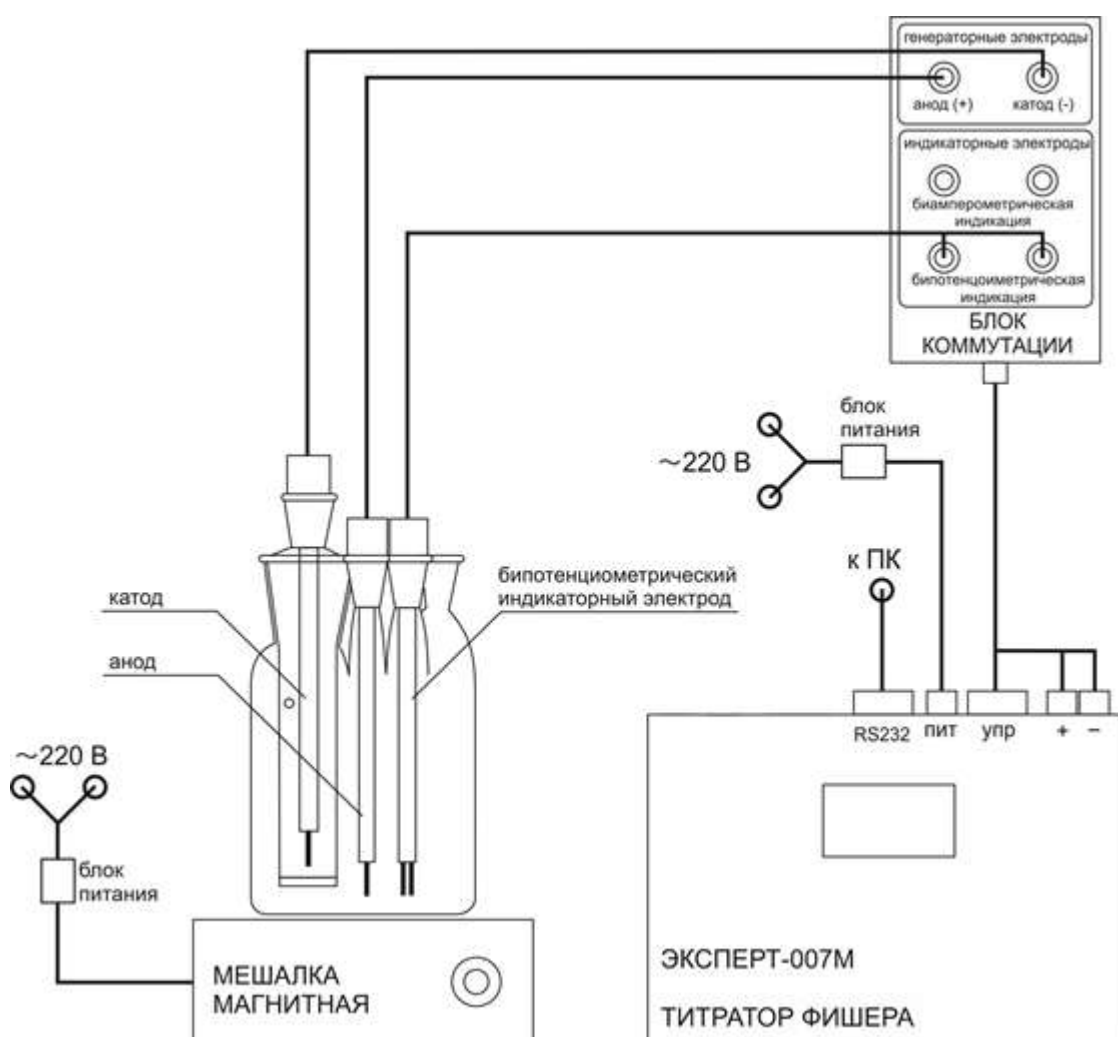 генераторные электроды
анод (+)
катод (-)
индикаторные электроды
биамперометрическая
индикация
бипотенцоиметрическая
индикация
БЛОК
КОММУТАЦИИ
блок
питания
~220 В
к ПК
бипотенциометрический
индикаторный электрод
катод
анод
~220 В
блок
питания
RS232
пит
упр
+
−
МЕШАЛКА
МАГНИТНАЯ
ЭКСПЕРТ-007М
ТИТРАТОР ФИШЕРА